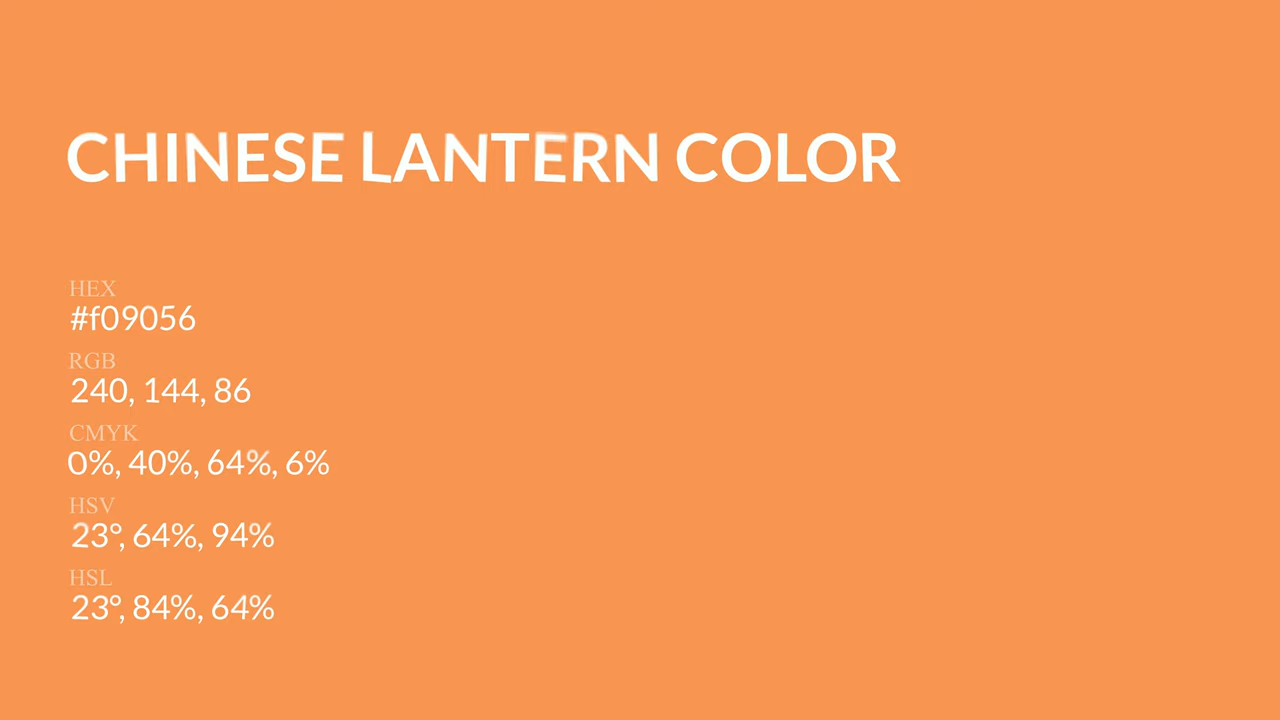 CHINESE LANTERN COLOR
HEX
#f09056
RGB
240, 144, 86
CMYK
0%, 40%, 64%, 6%
HSV
23°, 64%, 94%
HSL
23°, 84%, 64%